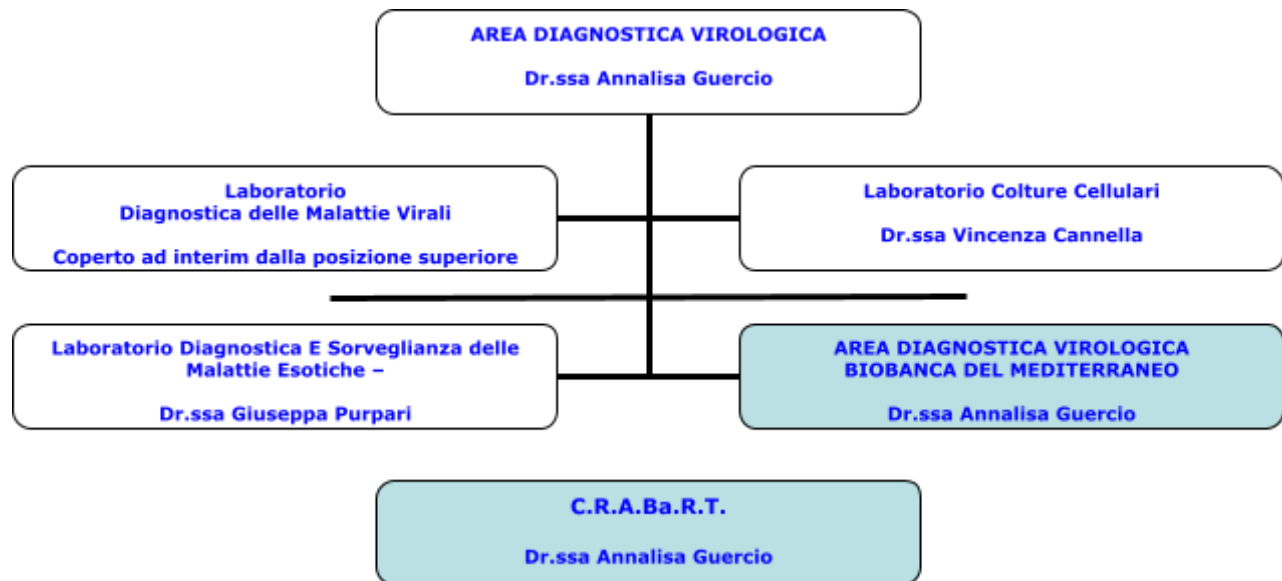 AREA DIAGNOSTICA VIROLOGICA
Dr.ssa Annalisa Guercio
Laboratorio
Diagnostica delle Malattie Virali
Coperto ad interim dalla posizione superiore
Laboratorio Colture Cellulari
Dr.ssa Vincenza Cannella
Laboratorio Diagnostica E Sorveglianza delle
Malattie Esotiche –
Dr.ssa Giuseppa Purpari
AREA DIAGNOSTICA VIROLOGICA
BIOBANCA DEL MEDITERRANEO
Dr.ssa Annalisa Guercio
C.R.A.Ba.R.T.
Dr.ssa Annalisa Guercio